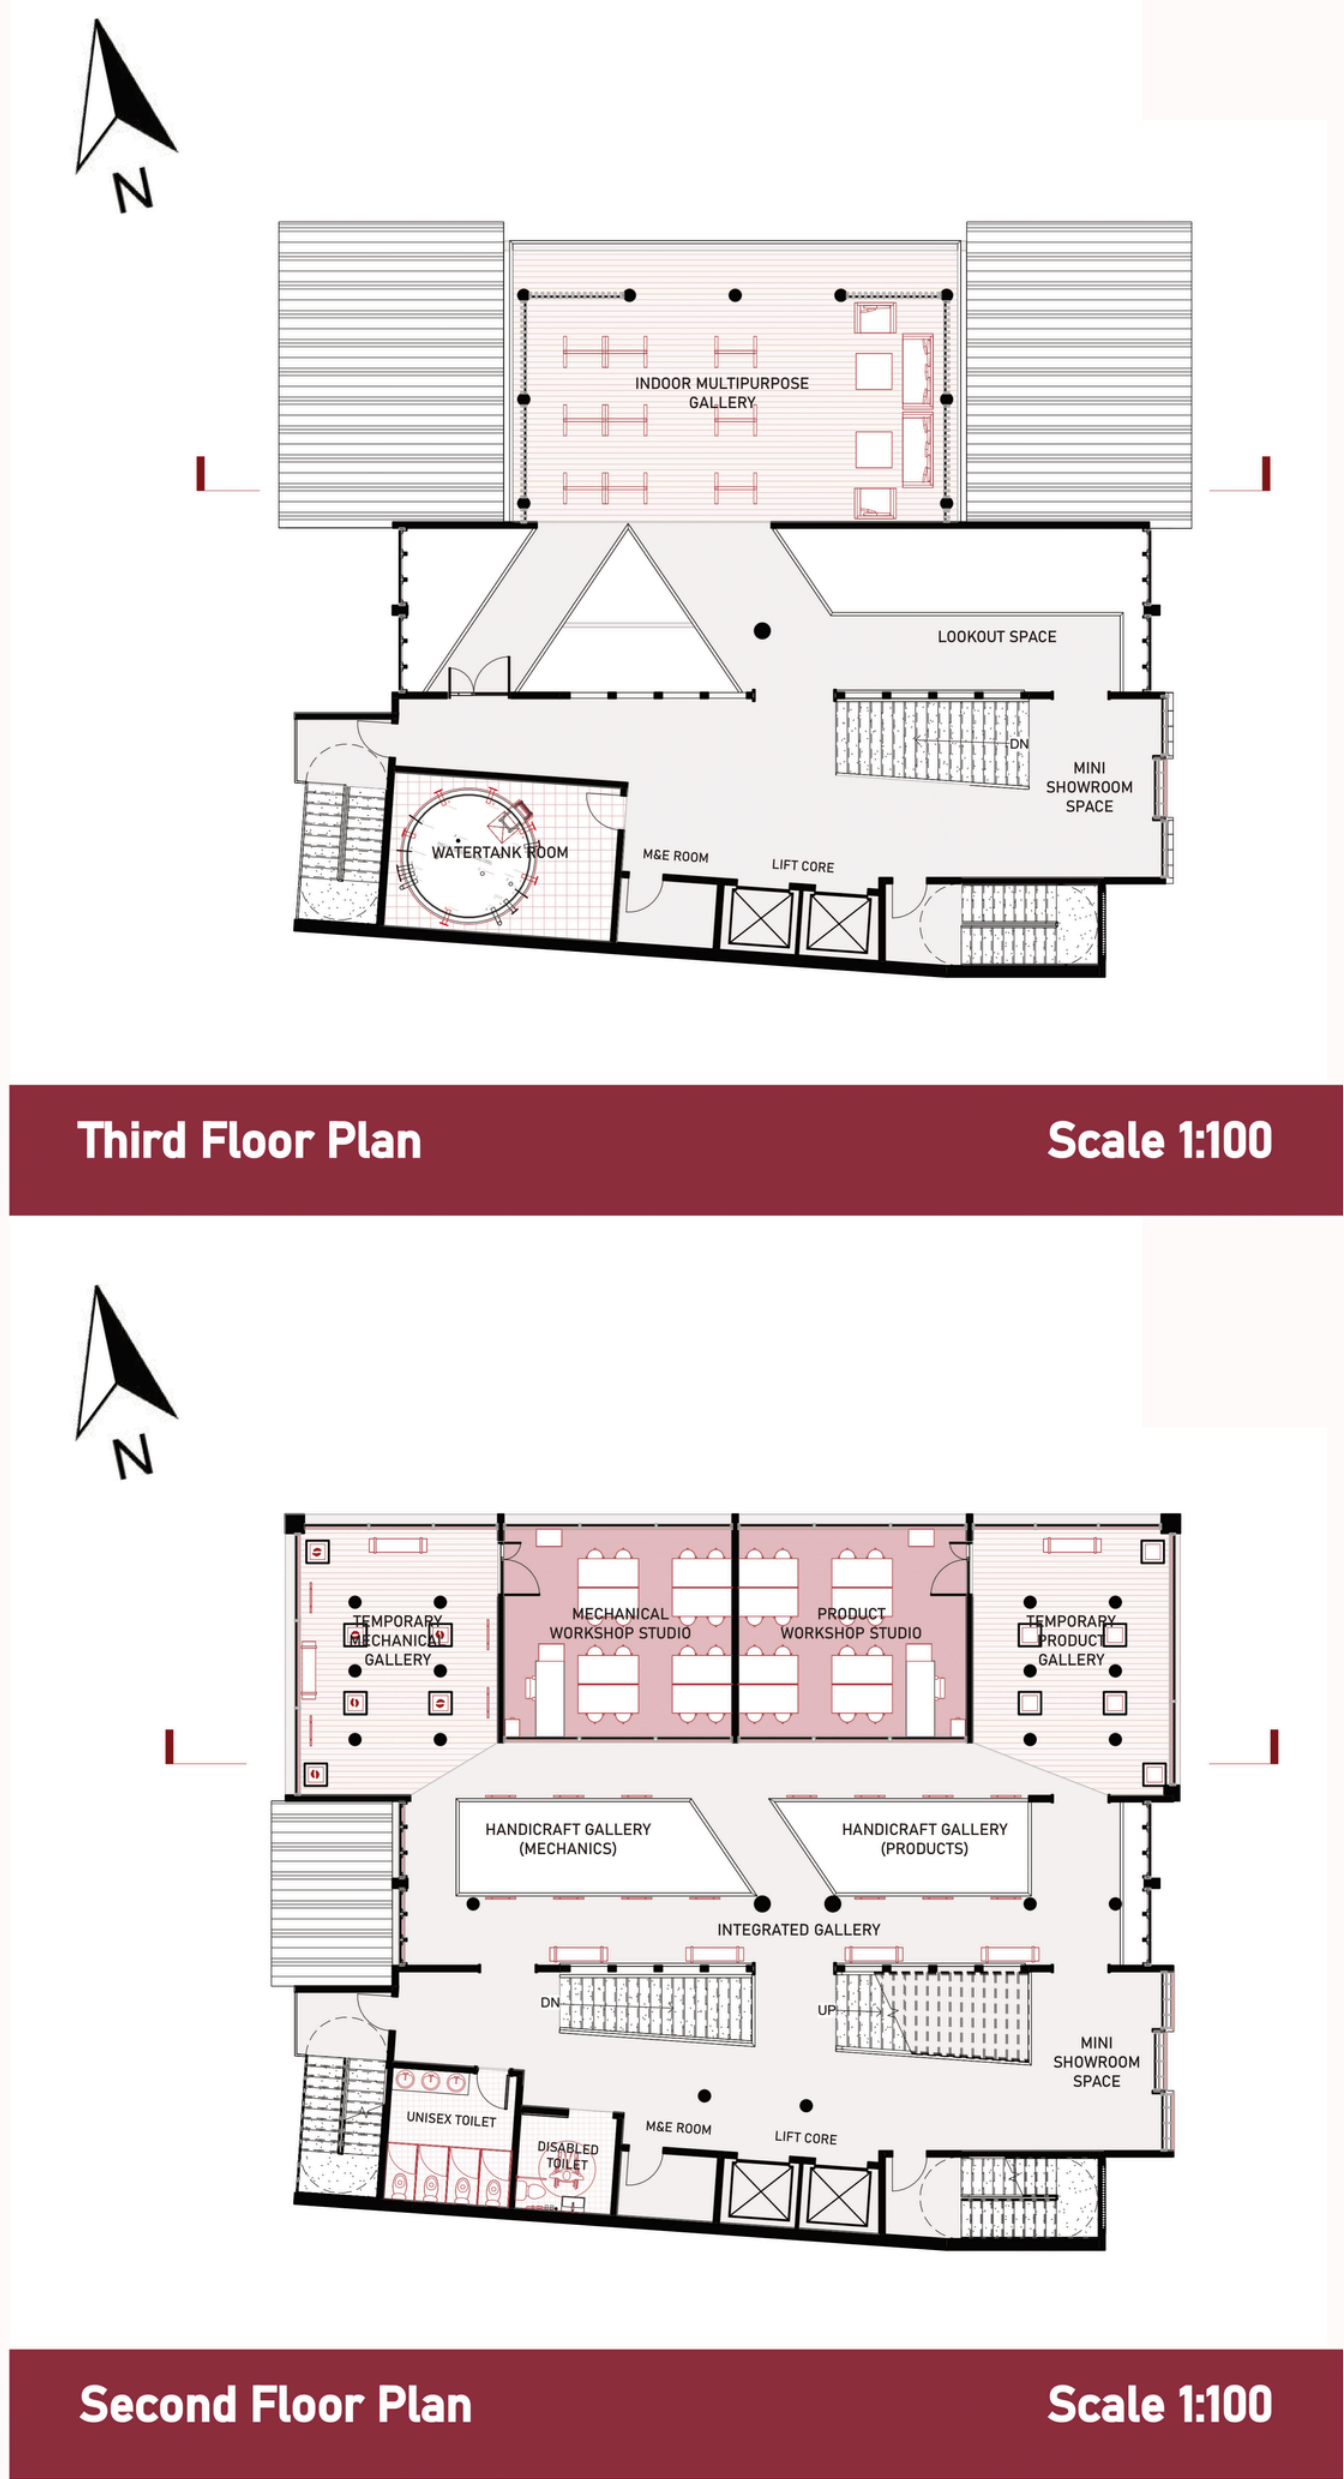 N
INDOOR MULTIPURPOSE
GALLERY
LOOKOUT SPACE
DN
MINI
SHOWROOM
SPACE
WATERTANK ROOM
M&E ROOM
LIFT CORE
Third Floor Plan
Scale 1:100
N
TEMPORARY
MECHANICAL
GALLERY
MECHANICAL
WORKSHOP STUDIO
PRODUCT
WORKSHOP STUDIO
TEMPORARY
PRODUCT
GALLERY
HANDICRAFT GALLERY
(MECHANICS)
HANDICRAFT GALLERY
(PRODUCTS)
INTEGRATED GALLERY
DN
UP
MINI
SHOWROOM
SPACE
UNISEX TOILET
DISABLED
TOILET
M&E ROOM
LIFT CORE
Second Floor Plan
Scale 1:100